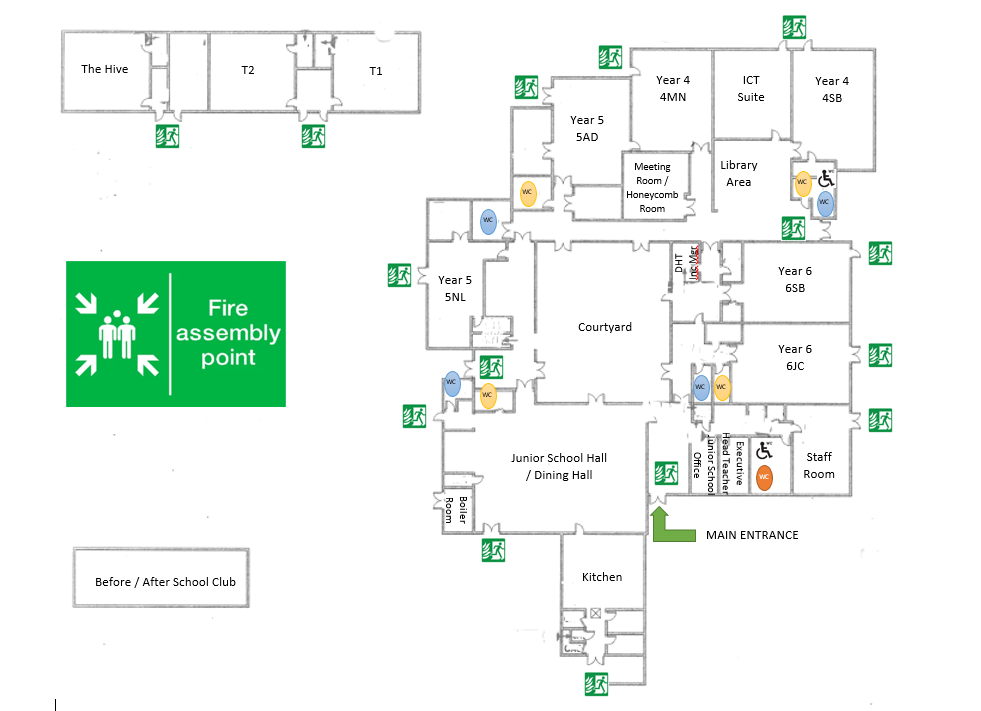 The Hive
T2
T1
Year 4
4MN
ICT
Suite
Year 4
4SB
Year 5
5AD
Meeting
Room /
Honeycomb
Room
Library
Area
WC
WC
WC
WC
WC
Year 5
5NL
DHT
Year 6
6SB
Fire
assembly
point
Courtyard
Year 6
6JC
WC
WC
WC
WC
Junior School Hall
/ Dining Hall
Office
Junior School
Head Teacher
Executive
WC
WC
Staff
Room
Boiler
Room
MAIN ENTRANCE
Before / After School Club
Kitchen